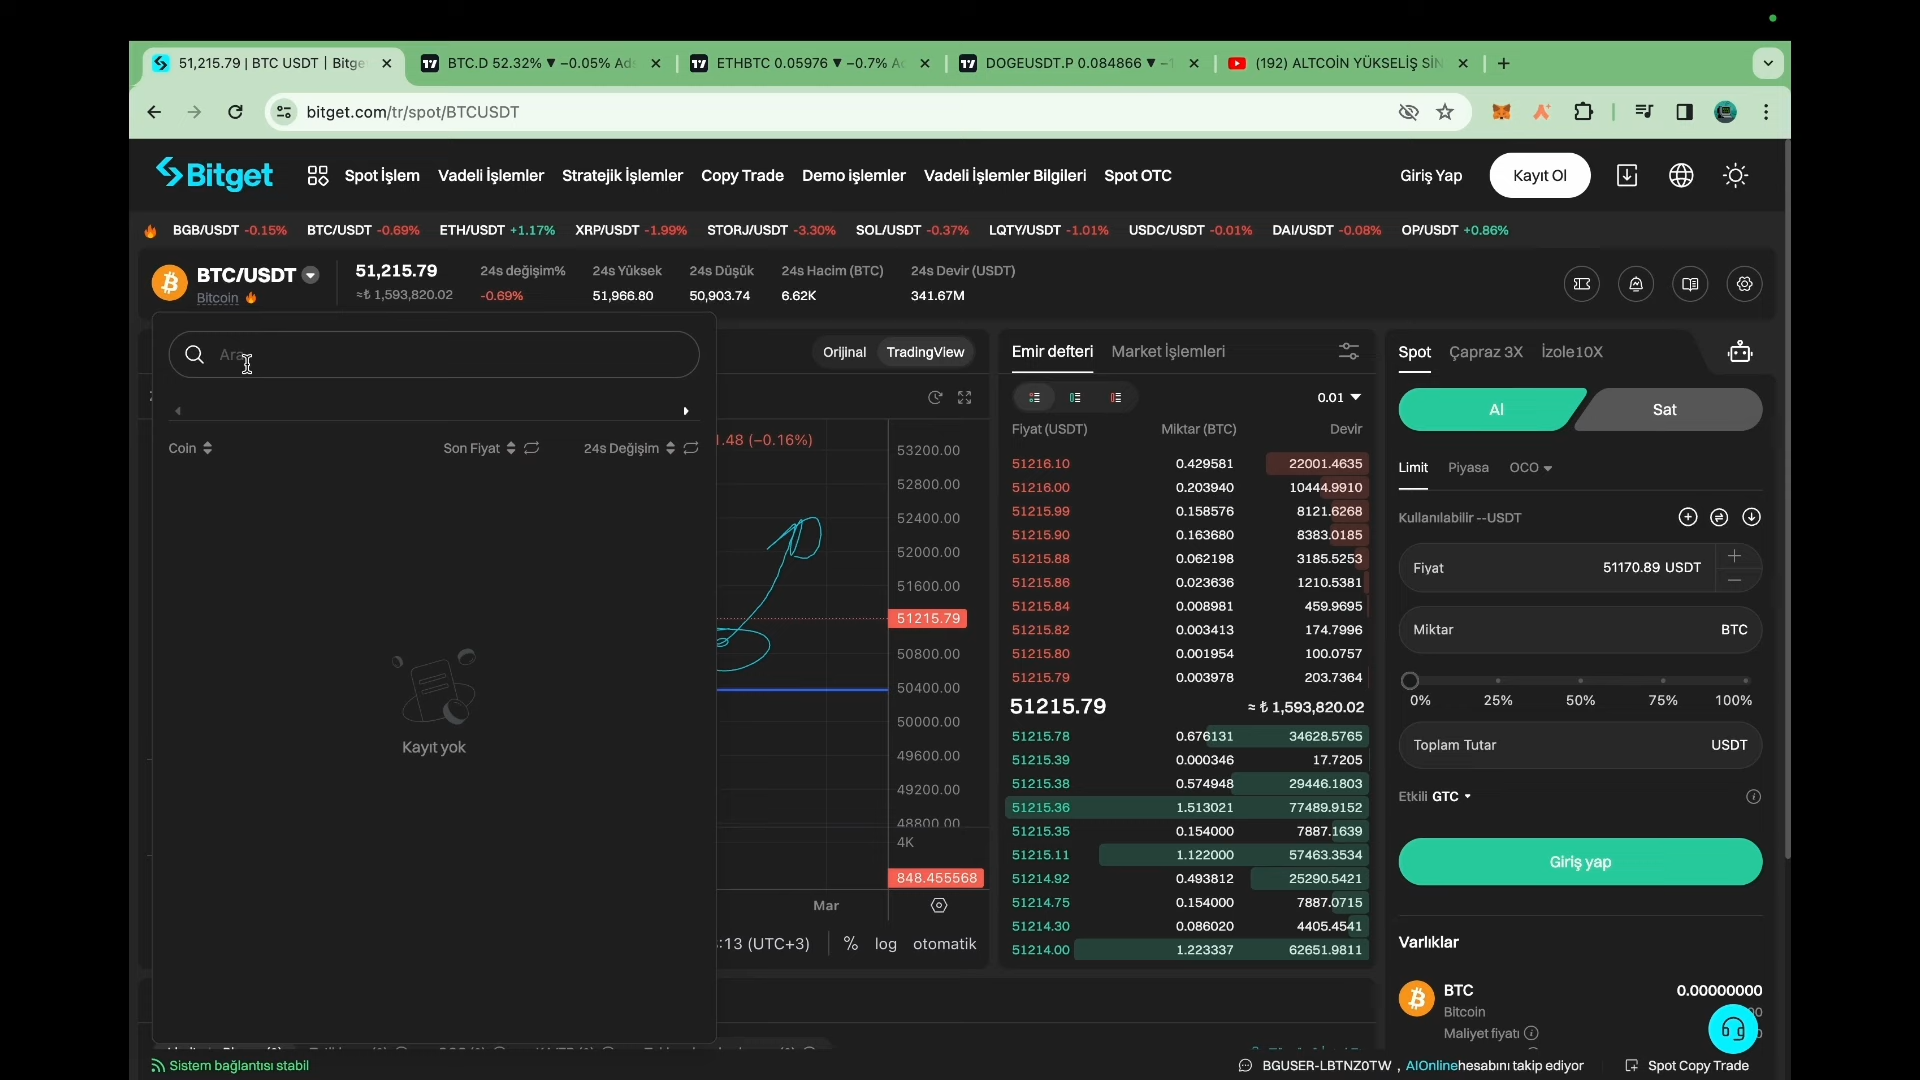 51,215.79 | BTC USDT | Bitge
BTC.D 52.32% ▼ −0.05% Ad
ETHBTC 0.05976 ▼ −0.7% A
DOGEUSDT.P 0.084866 ▼ −1
(192) ALTCOİN YÜKSELİŞ SİN
bitget.com/tr/spot/BTCUSDT
Bitget
Spot İşlem
Vadeli İşlemler
Stratejik İşlemler
Copy Trade
Demo işlemler
Vadeli İşlemler Bilgileri
Spot OTC
Giriş Yap
Kayıt Ol
BGB/USDT -0.15%
BTC/USDT -0.69%
ETH/USDT +1.17%
XRP/USDT -1.99%
STORJ/USDT -3.30%
SOL/USDT -0.37%
LQTY/USDT -1.01%
USDC/USDT -0.01%
DAI/USDT -0.08%
OP/USDT +0.86%
BTC/USDT
Bitcoin
51,215.79
≈₺ 1,593,820.02
24s değişim%
-0.69%
24s Yüksek
51,966.80
24s Düşük
50,903.74
24s Hacim (BTC)
6.62K
24s Devir (USDT)
341.67M
Ara
Coin
Son Fiyat
24s Değişim
Kayıt yok
Orijinal
TradingView
.48 (−0.16%)
53200.00
52800.00
52400.00
52000.00
51600.00
51215.79
50800.00
50400.00
50000.00
49600.00
49200.00
48800.00
4K
848.455568
Mar
:13 (UTC+3)
%
log
otomatik
Emir defteri
Market İşlemleri
0.01
Fiyat (USDT) Miktar (BTC) Devir
51216.10 0.429581 22001.4635
51216.00 0.203940 10444.9910
51215.99 0.158576 8121.6268
51215.90 0.163680 8383.0185
51215.88 0.062198 3185.5253
51215.86 0.023636 1210.5381
51215.84 0.008981 459.9695
51215.82 0.003413 174.7996
51215.80 0.001954 100.0757
51215.79 0.003978 203.7364
51215.79 ≈ ₺ 1,593,820.02
51215.78 0.676131 34628.5765
51215.39 0.000346 17.7205
51215.38 0.574948 29446.1803
51215.36 1.513021 77489.9152
51215.35 0.154000 7887.1639
51215.11 1.122000 57463.3534
51214.92 0.493812 25290.5421
51214.75 0.154000 7887.0715
51214.30 0.086020 4405.4541
51214.00 1.223337 62651.9811
Spot
Çapraz 3X
İzole10X
Al
Sat
Limit
Piyasa
OCO
Kullanılabilir --USDT
Fiyat 51170.89 USDT
Miktar BTC
0% 25% 50% 75% 100%
Toplam Tutar USDT
Etkili GTC
Giriş yap
Varlıklar
BTC 0.00000000
Bitcoin
Maliyet fiyatı
Sistem bağlantısı stabil
BGUSER-LBTNZ0TW , AIOnlinehesabını takip ediyor
Spot Copy Trade